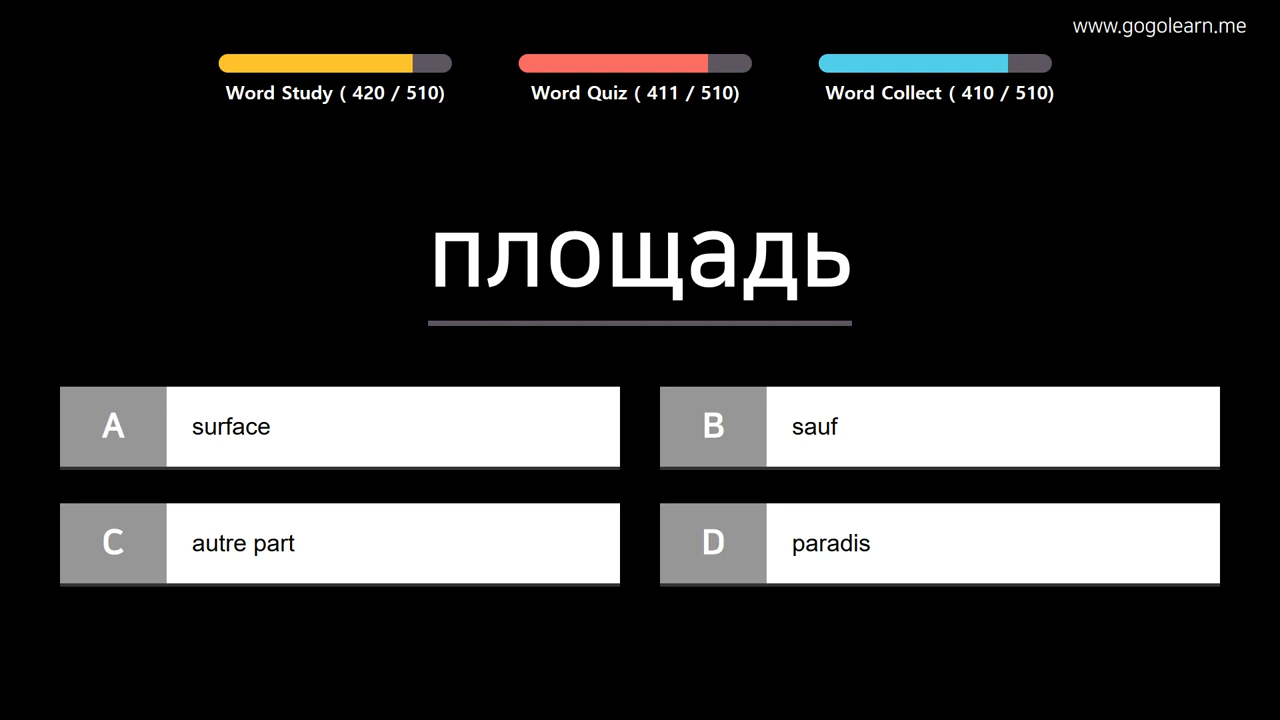 www.gogolearn.me
Word Study ( 420 / 510)
Word Quiz ( 411 / 510)
Word Collect ( 410 / 510)
площадь
A surface
B sauf
C autre part
D paradis